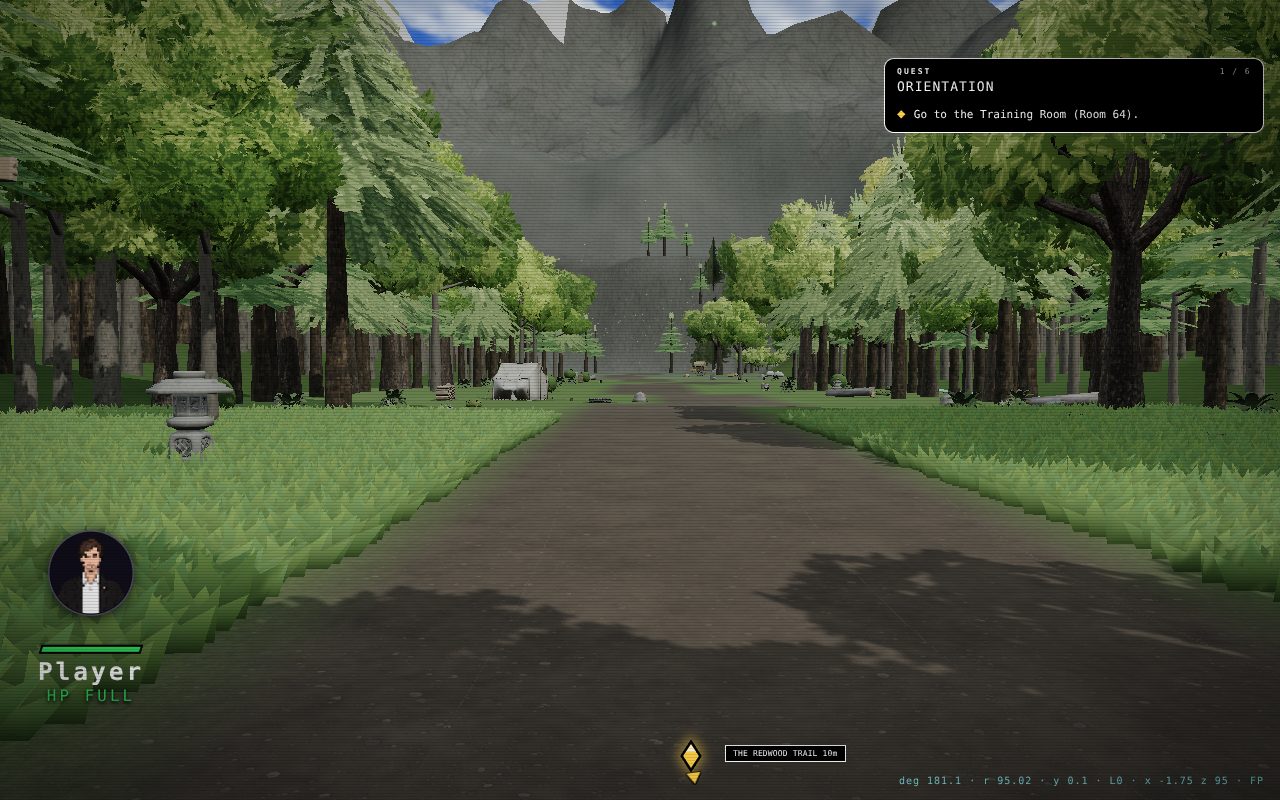 QUEST
1 / 6
ORIENTATION
Go to the Training Room (Room 64).
Player
HP FULL
THE REDWOOD TRAIL 10m
deg 181.1 · r 95.02 · y 0.1 · L0 · x -1.75 z 95 · FP